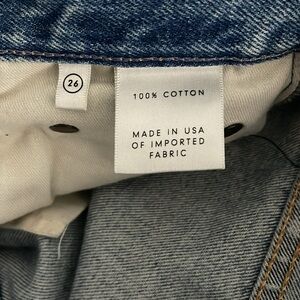 26
100% COTTON
MADE IN USA
OF IMPORTED
FABRIC